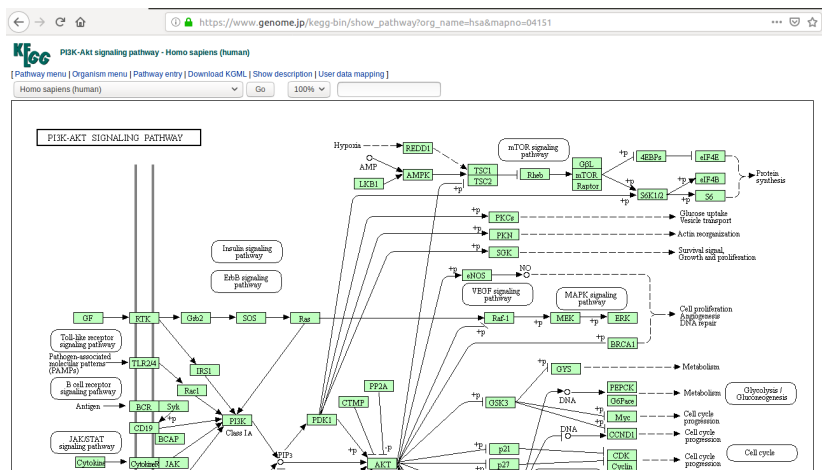 https://www.genome.jp/kegg-bin/show_pathway?org_name=hsa&mapno=04151
KEGG
PI3K-Akt signaling pathway - Homo sapiens (human)
[ Pathway menu | Organism menu | Pathway entry | Download KGML | Show description | User data mapping ]
Homo sapiens (human)
Go
100%
PI3K-AKT SIGNALING PATHWAY
Hypoxia
REDD1
mTOR signaling
pathway
AMP
LKB1
AMPK
TSC1
TSC2
+p
Rheb
GβL
mTOR
Raptor
+p
4EBPs
eIF4E
+p
S6K1/2
+p
eIF4B
+p
S6
Protein
synthesis
+p
PKCs
Glucose uptake
Vesicle transport
+p
PKN
Actin reorganization
+p
SGK
Survival signal,
Growth and proliferation
Insulin signaling
pathway
ErbB signaling
pathway
+p
eNOS
NO
VEGF signaling
pathway
MAPK signaling
pathway
GF
RTK
Grb2
SOS
Ras
Raf-1
+p
MEK
+p
ERK
+p
BRCA1
Cell proliferation
Angiogenesis
DNA repair
Toll-like receptor
signaling pathway
Pathogen-associated
molecular patterns
(PAMPs)
TLR2/4
IRS1
Rac1
B cell receptor
signaling pathway
Antigen
BCR
Syk
+p
CD19
BCAP
PI3K
Class 1A
JAK/STAT
signaling pathway
Cytokine
CytokineR
JAK
PIP3
PDK1
CTMP
PP2A
+p
-p
AKT
+p
GYS
Metabolism
+p
GSK3
DNA
PEPCK
G6Pase
Metabolism
Glycolysis /
Gluconeogenesis
+p
Myc
Cell cycle
progression
DNA
+p
CCND1
Cell cycle
progression
+p
p21
+p
p27
CDK
Cyclin
Cell cycle
progression
Cell cycle